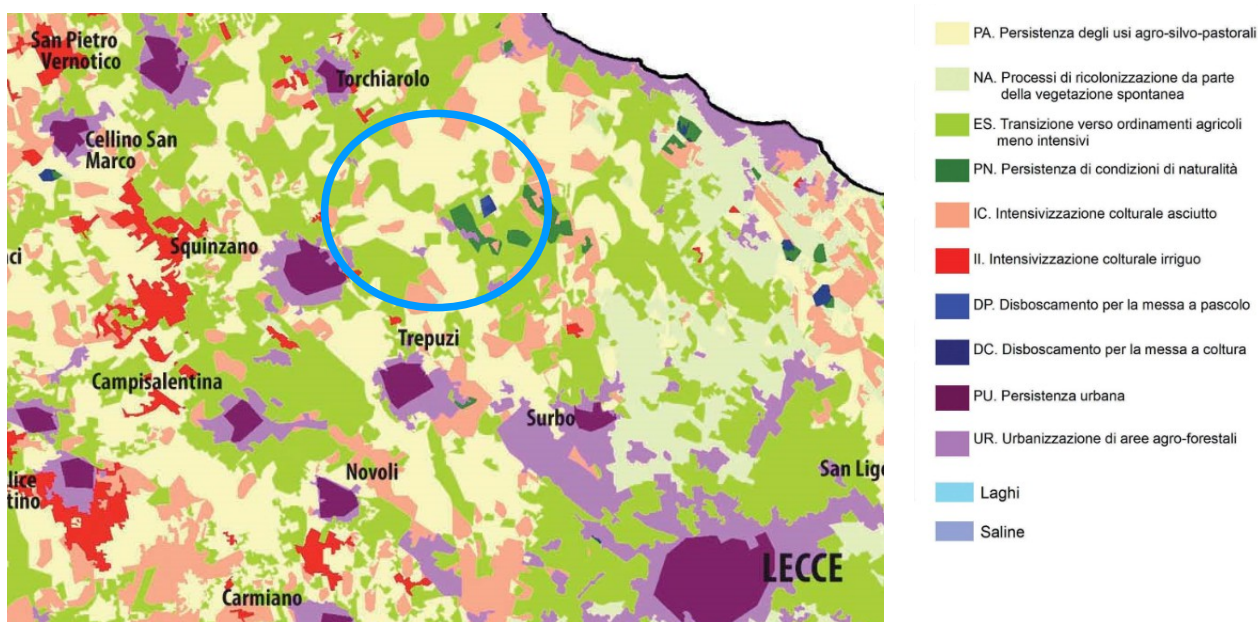 San Pietro
Vernotico
Torchiarolo
Cellino San
Marco
Squinzano
ci
Trepuzi
Campisalentina
Surbo
Novoli
San Lig
lice
tino
LECCE
Carmiano
PA. Persistenza degli usi agro-silvo-pastorali
NA. Processi di ricolonizzazione da parte
della vegetazione spontanea
ES. Transizione verso ordinamenti agricoli
meno intensivi
PN. Persistenza di condizioni di naturalità
IC. Intensivizzazione colturale asciutto
II. Intensivizzazione colturale irriguo
DP. Disboscamento per la messa a pascolo
DC. Disboscamento per la messa a coltura
PU. Persistenza urbana
UR. Urbanizzazione di aree agro-forestali
Laghi
Saline